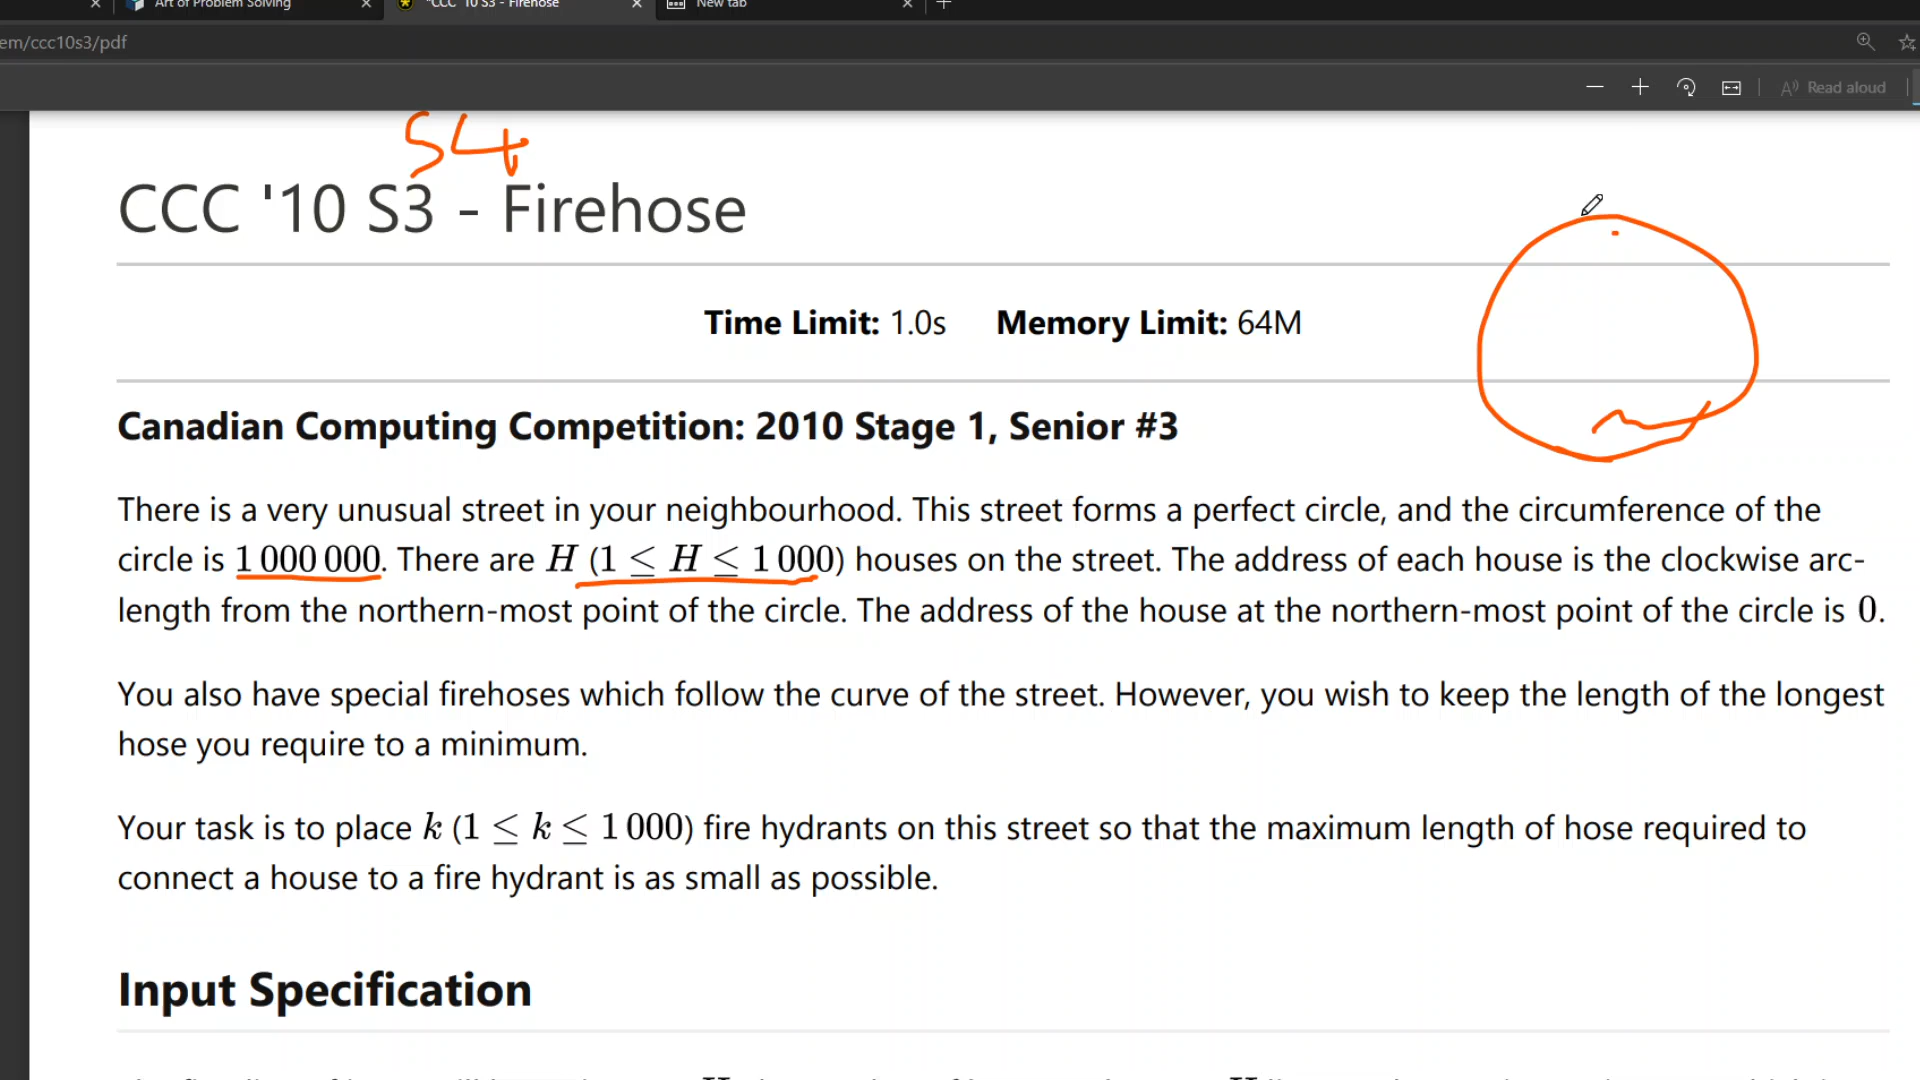 Art of Problem Solving
"CCC '10 S3 - Firehose
New tab
em/ccc10s3/pdf
Read aloud
S4
CCC '10 S3 - Firehose
Time Limit: 1.0s Memory Limit: 64M
Canadian Computing Competition: 2010 Stage 1, Senior #3
There is a very unusual street in your neighbourhood. This street forms a perfect circle, and the circumference of the
circle is 1 000 000. There are H (1 ≤ H ≤ 1 000) houses on the street. The address of each house is the clockwise arc-
length from the northern-most point of the circle. The address of the house at the northern-most point of the circle is 0.
You also have special firehoses which follow the curve of the street. However, you wish to keep the length of the longest
hose you require to a minimum.
Your task is to place k (1 ≤ k ≤ 1 000) fire hydrants on this street so that the maximum length of hose required to
connect a house to a fire hydrant is as small as possible.
Input Specification